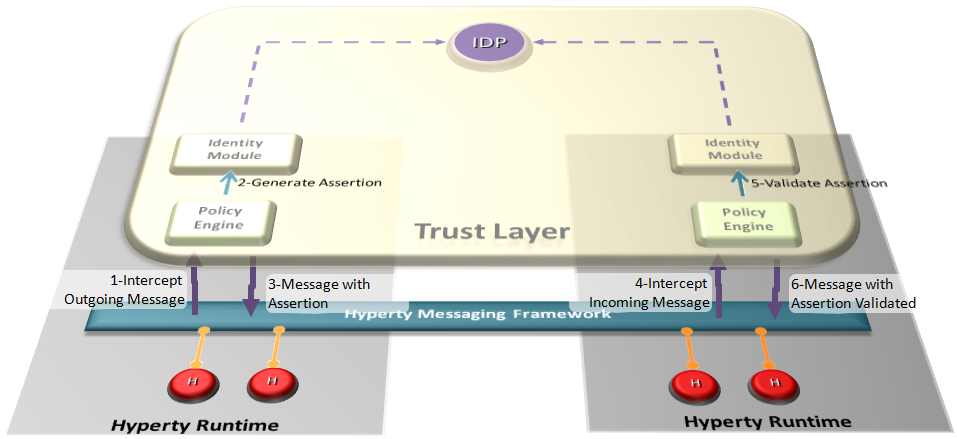 IDP
Identity
Module
Identity
Module
2-Generate Assertion
5-Validate Assertion
Policy
Engine
Policy
Engine
Trust Layer
1-Intercept
Outgoing Message
3-Message with
Assertion
4-Intercept
Incoming Message
6-Message with
Assertion Validated
Hyperty Messaging Framework
H
H
H
H
Hyperty Runtime
Hyperty Runtime